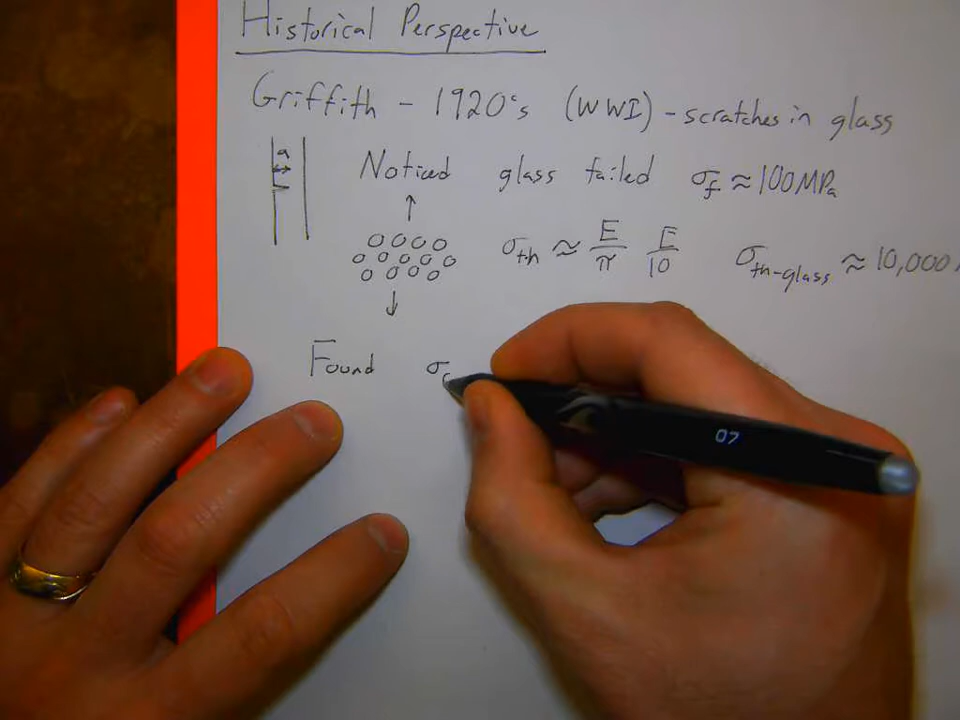 Historical Perspective
Griffith - 1920's (WWI) - scratches in glass
a
Noticed glass failed σf ≈ 100MPa
σth ≈ E/π E/10 σth-glass ≈ 10,000
Found σ
07